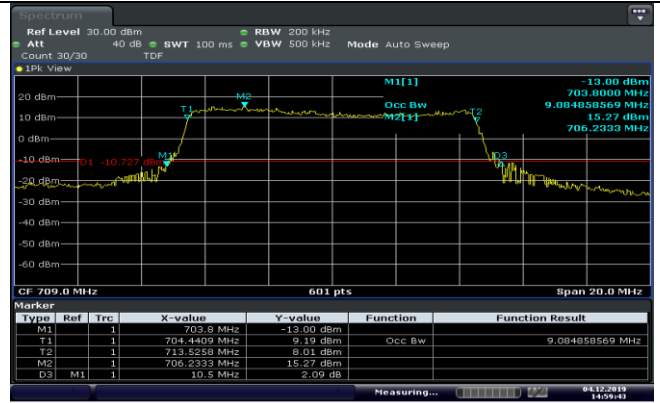 Spectrum
Ref Level 30.00 dBm RBW 200 kHz
Att 40 dB SWT 100 ms VBW 500 kHz Mode Auto Sweep
Count 30/30 TDF
1Pk View
M1[1] -13.00 dBm
703.8000 MHz
Occ Bw 9.084858569 MHz
M2[1] 15.27 dBm
706.2333 MHz
20 dBm
10 dBm
0 dBm
-10 dBm
-20 dBm
-30 dBm
-40 dBm
-50 dBm
-60 dBm
T1
M2
T2
M1
D3
D1 -10.727 dBm
CF 709.0 MHz 601 pts Span 20.0 MHz
Marker
Type Ref Trc X-value Y-value Function Function Result
M1 1 703.8 MHz -13.00 dBm
T1 1 704.4409 MHz 9.19 dBm Occ Bw 9.084858569 MHz
T2 1 713.5258 MHz 8.01 dBm
M2 1 706.2333 MHz 15.27 dBm
D3 M1 1 10.5 MHz 2.09 dB
Measuring... 04.12.2019
14:59:43